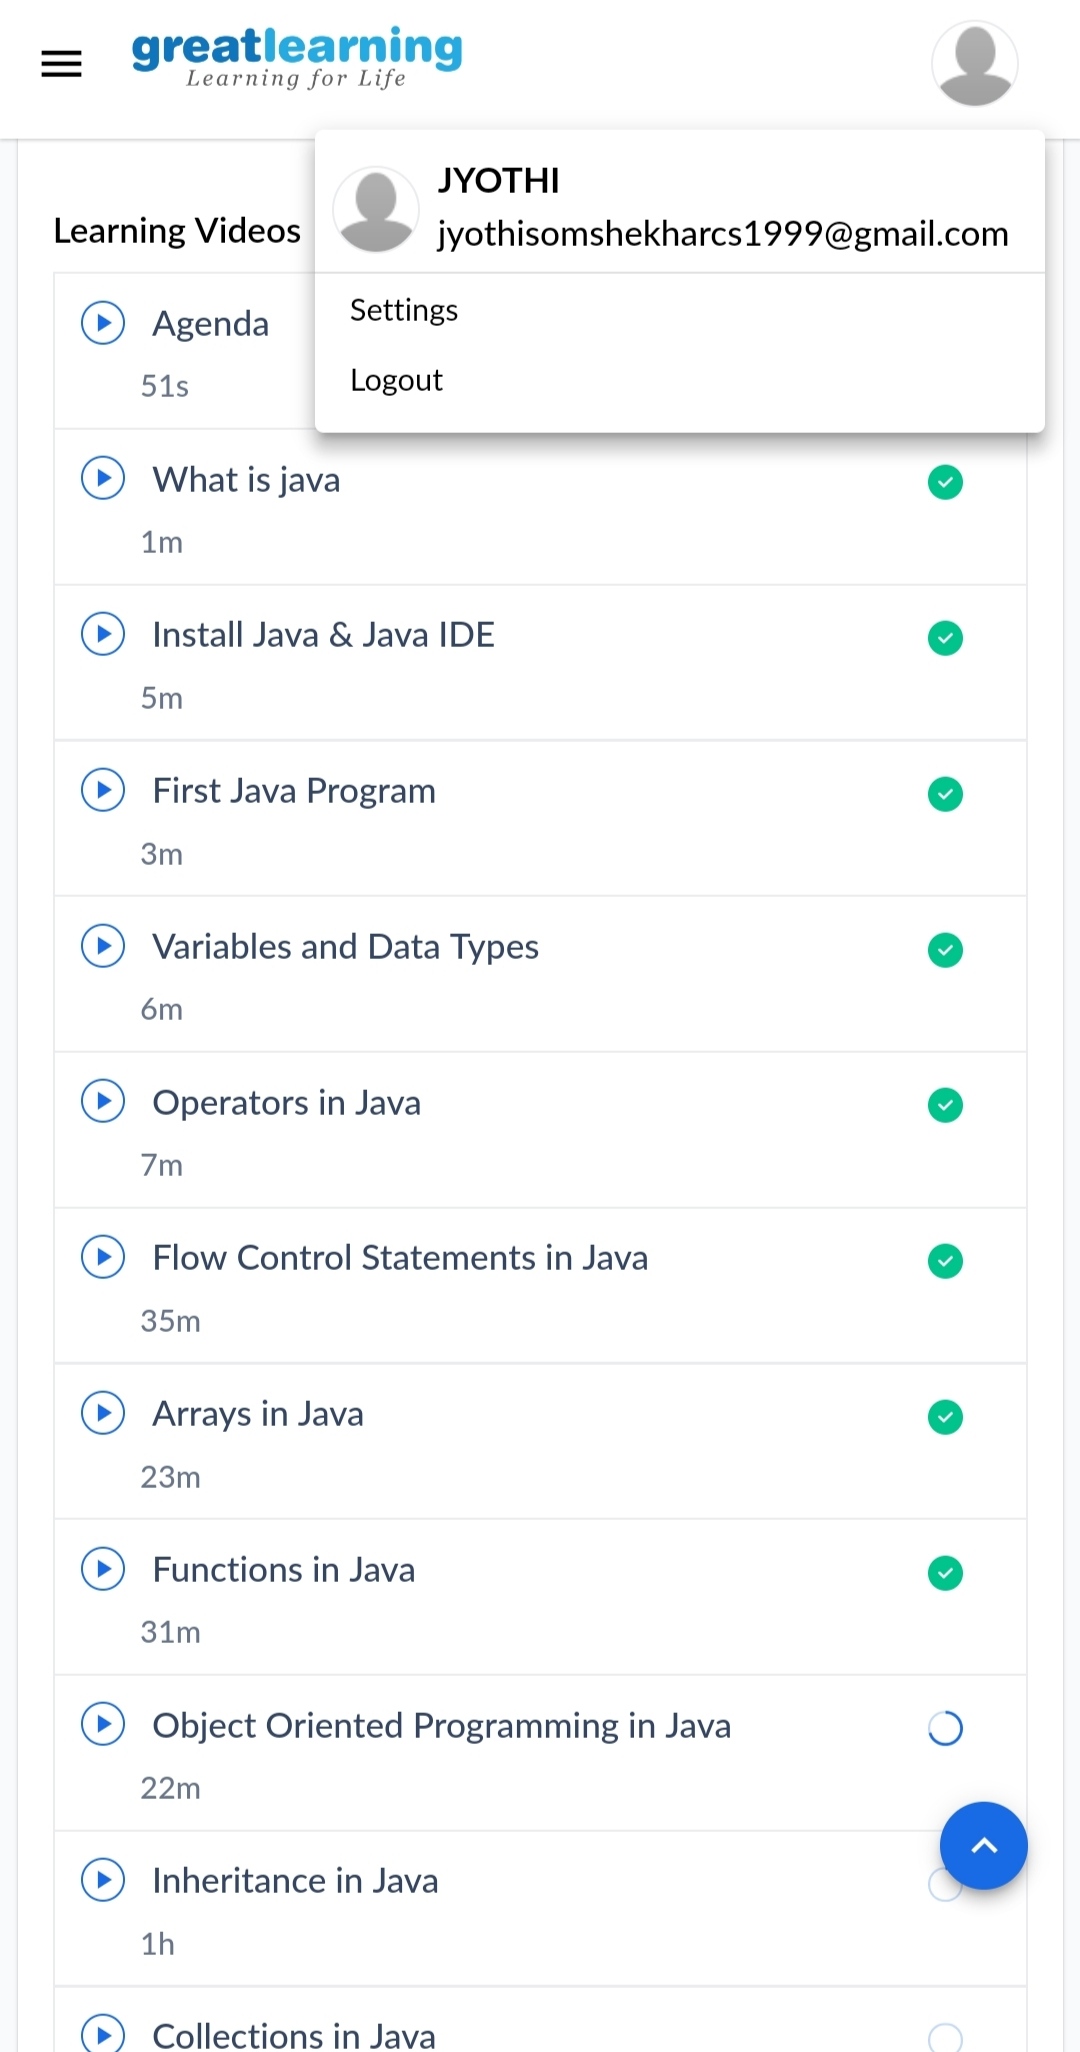 greatlearning
Learning for Life
JYOTHI
jyothisomshekharcs1999@gmail.com
Settings
Logout
Learning Videos
Agenda
51s
What is java
1m
Install Java & Java IDE
5m
First Java Program
3m
Variables and Data Types
6m
Operators in Java
7m
Flow Control Statements in Java
35m
Arrays in Java
23m
Functions in Java
31m
Object Oriented Programming in Java
22m
Inheritance in Java
1h
Collections in Java